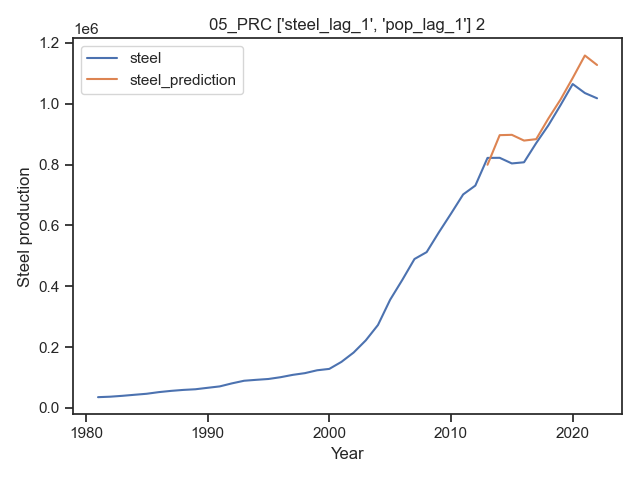 05_PRC ['steel_lag_1', 'pop_lag_1'] 2
1e6
steel
steel_prediction
1.2
1.0
0.8
0.6
0.4
0.2
0.0
Steel production
1980
1990
2000
2010
2020
Year